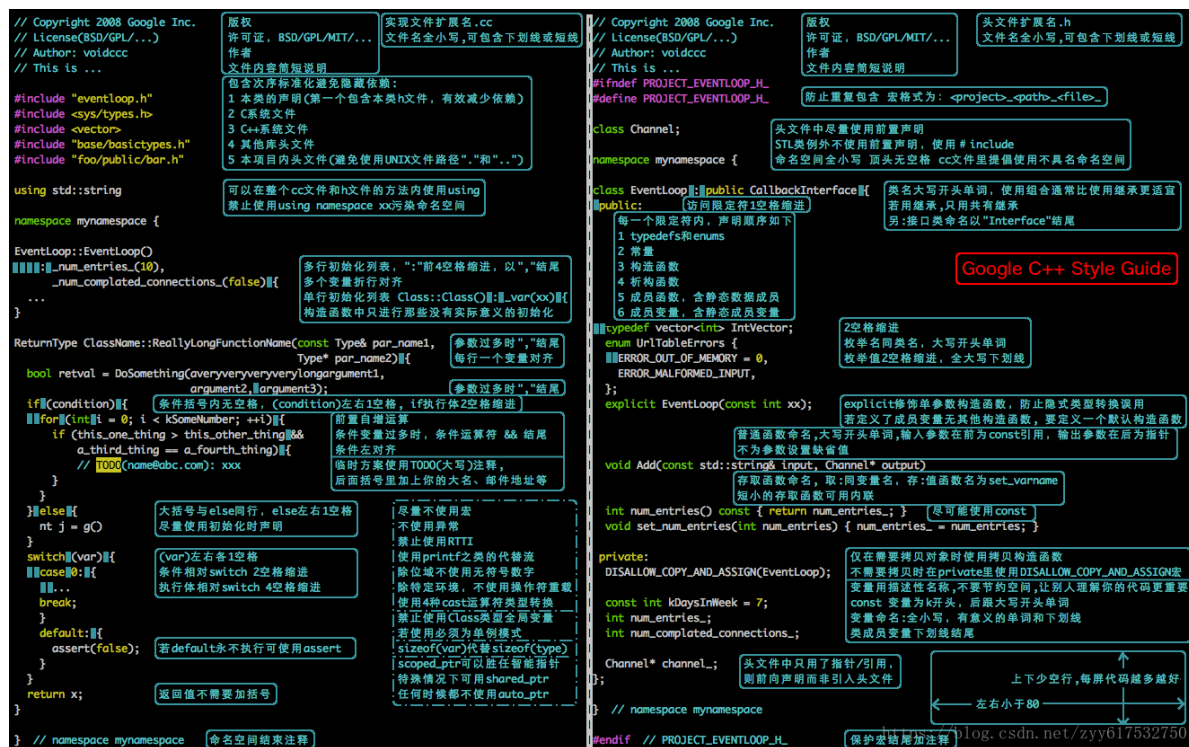 // Copyright 2008 Google Inc.
// License(BSD/GPL/...)
// Author: voidccc
// This is ...
版权
许可证, BSD/GPL/MIT/...
作者
文件内容简短说明
实现文件扩展名.cc
文件名全小写,可包含下划线或短线
#include "eventloop.h"
#include <sys/types.h>
#include <vector>
#include "base/basictypes.h"
#include "foo/public/bar.h"
包含次序标准化避免隐藏依赖:
1 本类的声明(第一个包含本类h文件, 有效减少依赖)
2 C系统文件
3 C++系统文件
4 其他库头文件
5 本项目内头文件(避免使用UNIX文件路径"."和"..")
using std::string
可以在整个cc文件和h文件的方法内使用using
禁止使用using namespace xx污染命名空间
namespace mynamespace {
EventLoop::EventLoop()
: _num_entries_(10),
_num_complated_connections_(false) {
...
}
多行初始化列表, ":"前4空格缩进, 以","结尾
多个变量折行对齐
单行初始化列表 Class::Class() : _var(xx) {
构造函数中只进行那些没有实际意义的初始化
ReturnType ClassName::ReallyLongFunctionName(const Type& par_name1,
Type* par_name2) {
参数过多时","结尾
每行一个变量对齐
bool retval = DoSomething(averyveryveryverylongargument1,
argument2, argument3);
参数过多时","结尾
if (condition) {
条件括号内无空格, (condition)左右1空格, if执行体2空格缩进
for (int i = 0; i < kSomeNumber; ++i) {
if (this_one_thing > this_other_thing &&
a_third_thing == a_fourth_thing) {
// TODO(name@abc.com): xxx
}
}
前置自增运算
条件变量过多时, 条件运算符 && 结尾
条件左对齐
临时方案使用TODO(大写)注释,
后面括号里加上你的大名、邮件地址等
} else {
nt j = g()
}
大括号与else同行, else左右1空格
尽量使用初始化时声明
switch (var) {
case 0: {
...
break;
}
default: {
assert(false);
}
}
return x;
}
(var)左右各1空格
条件相对switch 2空格缩进
执行体相对switch 4空格缩进
若default永不执行可使用assert
返回值不需要加括号
尽量不使用宏
不使用异常
禁止使用RTTI
使用printf之类的代替流
除位域不使用无符号数字
除特定环境, 不使用操作符重载
使用4种cast运算符类型转换
禁止使用Class类型全局变量
若使用必须为单例模式
sizeof(var)代替sizeof(type)
scoped_ptr可以胜任智能指针
特殊情况下可用shared_ptr
任何时候都不使用auto_ptr
} // namespace mynamespace
命名空间结束注释
// Copyright 2008 Google Inc.
// License(BSD/GPL/...)
// Author: voidccc
// This is ...
版权
许可证, BSD/GPL/MIT/...
作者
文件内容简短说明
头文件扩展名.h
文件名全小写,可包含下划线或短线
#ifndef PROJECT_EVENTLOOP_H_
#define PROJECT_EVENTLOOP_H_
防止重复包含 宏格式为: <project>_<path>_<file>_
class Channel;
namespace mynamespace {
头文件中尽量使用前置声明
STL类例外不使用前置声明, 使用＃include
命名空间全小写 顶头无空格 cc文件里提倡使用不具名命名空间
class EventLoop : public CallbackInterface {
public:
访问限定符1空格缩进
类名大写开头单词, 使用组合通常比使用继承更适宜
若用继承,只用共有继承
另:接口类命名以"Interface"结尾
每一个限定符内, 声明顺序如下
1 typedefs和enums
2 常量
3 构造函数
4 析构函数
5 成员函数, 含静态数据成员
6 成员变量, 含静态成员变量
Google C++ Style Guide
typedef vector<int> IntVector;
enum UrlTableErrors {
ERROR_OUT_OF_MEMORY = 0,
ERROR_MALFORMED_INPUT,
};
2空格缩进
枚举名同类名, 大写开头单词
枚举值2空格缩进, 全大写下划线
explicit EventLoop(const int xx);
explicit修饰单参数构造函数, 防止隐式类型转换误用
若定义了成员变量无其他构造函数, 要定义一个默认构造函数
普通函数命名,大写开头单词,输入参数在前为const引用, 输出参数在后为指针
不为参数设置缺省值
void Add(const std::string& input, Channel* output)
存取函数命名, 取:同变量名, 存:值函数名为set_varname
短小的存取函数可用内联
int num_entries() const { return num_entries_; }
尽可能使用const
void set_num_entries(int num_entries) { num_entries_ = num_entries; }
private:
DISALLOW_COPY_AND_ASSIGN(EventLoop);
仅在需要拷贝对象时使用拷贝构造函数
不需要拷贝时在private里使用DISALLOW_COPY_AND_ASSIGN宏
const int kDaysInWeek = 7;
int num_entries_;
int num_complated_connections_;
变量用描述性名称,不要节约空间,让别人理解你的代码更重要
const 变量为k开头, 后跟大写开头单词
变量命名:全小写, 有意义的单词和下划线
类成员变量下划线结尾
Channel* channel_;
};
头文件中只用了指针/引用,
则前向声明而非引入头文件
上下少空行,每屏代码越多越好
左右小于80
} // namespace mynamespace
#endif // PROJECT_EVENTLOOP_H_
保护宏结尾加注释
https://blog.csdn.net/zyy617532750